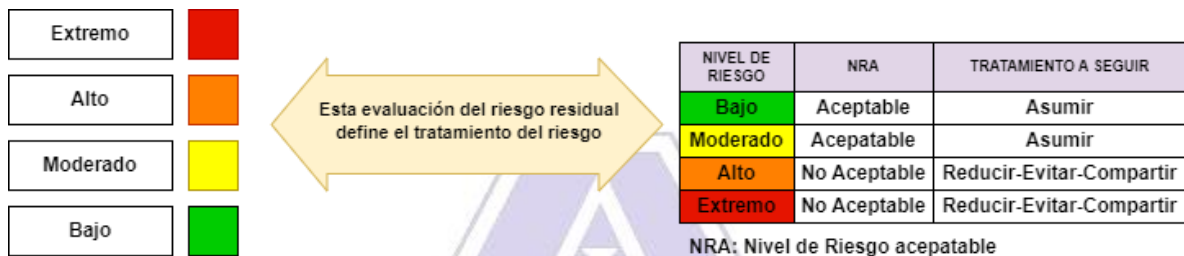 Extremo
Alto
Moderado
Bajo
Esta evaluación del riesgo residual
define el tratamiento del riesgo
NIVEL DE
RIESGO
NRA
TRATAMIENTO A SEGUIR
Bajo
Aceptable
Asumir
Moderado
Acepatable
Asumir
Alto
No Aceptable
Reducir-Evitar-Compartir
Extremo
No Aceptable
Reducir-Evitar-Compartir
NRA: Nivel de Riesgo acepatable